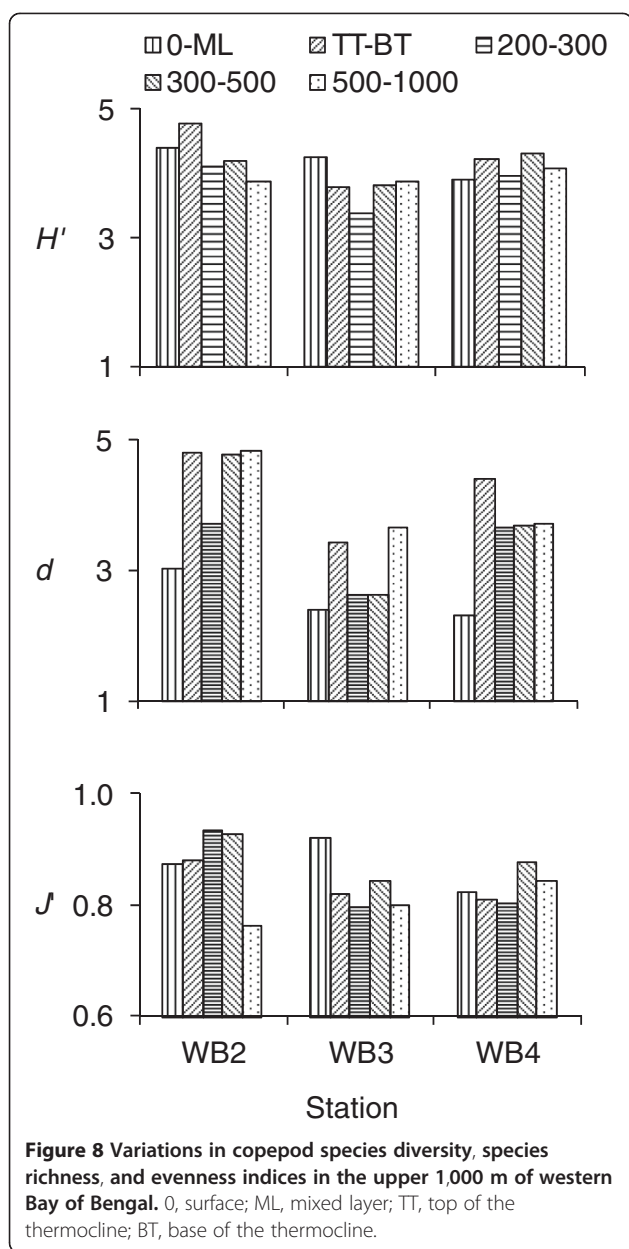 0-ML TT-BT 200-300
300-500 500-1000
5
H'
3
1
5
d
3
1
1.0
J'
0.8
0.6
WB2 WB3 WB4
Station
Figure 8 Variations in copepod species diversity, species
richness, and evenness indices in the upper 1,000 m of western
Bay of Bengal. 0, surface; ML, mixed layer; TT, top of the
thermocline; BT, base of the thermocline.